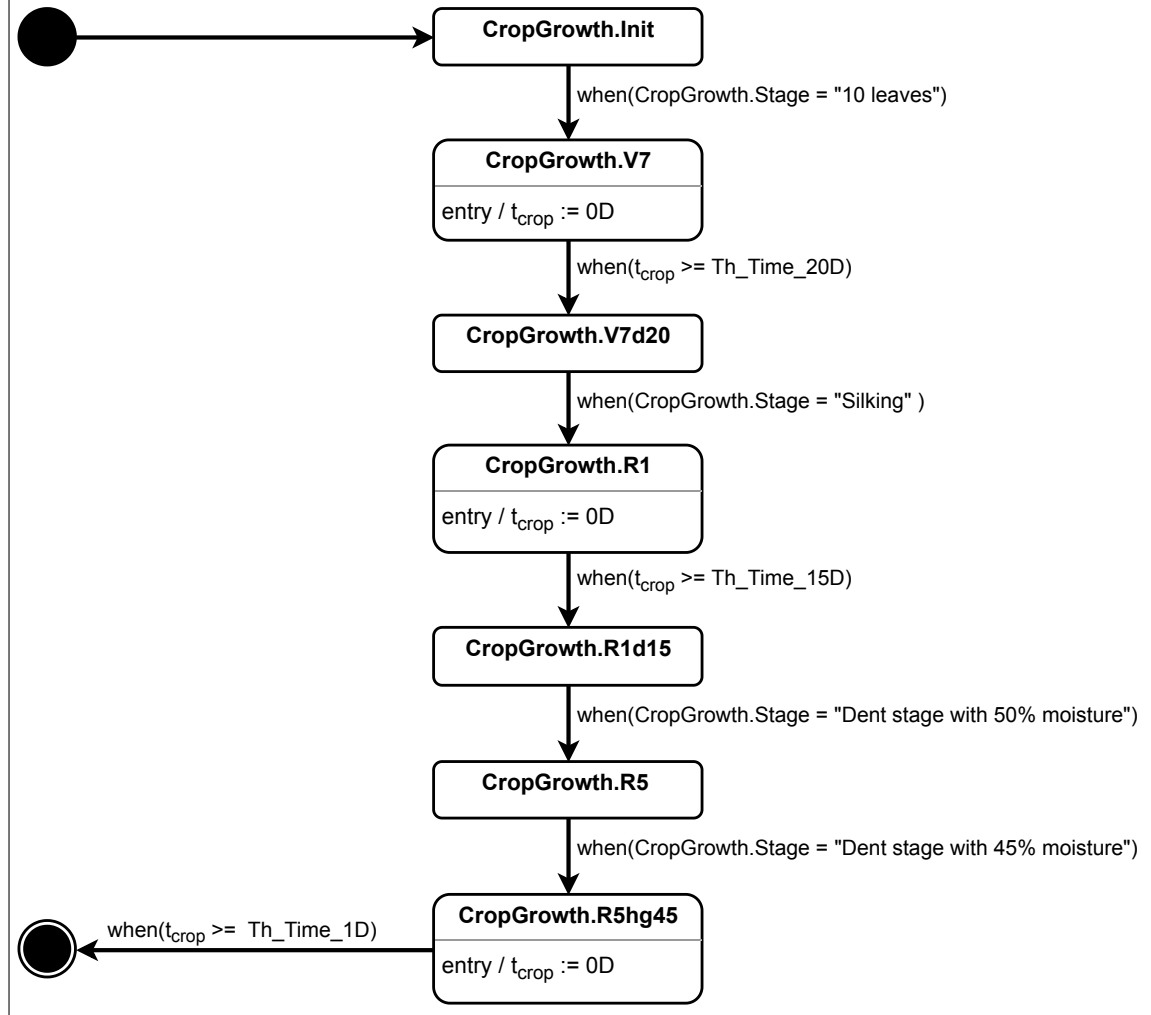 CropGrowth.Init
when(CropGrowth.Stage = "10 leaves")
CropGrowth.V7
entry / tcrop := 0D
when(tcrop >= Th_Time_20D)
CropGrowth.V7d20
when(CropGrowth.Stage = "Silking" )
CropGrowth.R1
entry / tcrop := 0D
when(tcrop >= Th_Time_15D)
CropGrowth.R1d15
when(CropGrowth.Stage = "Dent stage with 50% moisture")
CropGrowth.R5
when(CropGrowth.Stage = "Dent stage with 45% moisture")
CropGrowth.R5hg45
when(tcrop >=  Th_Time_1D)
entry / tcrop := 0D